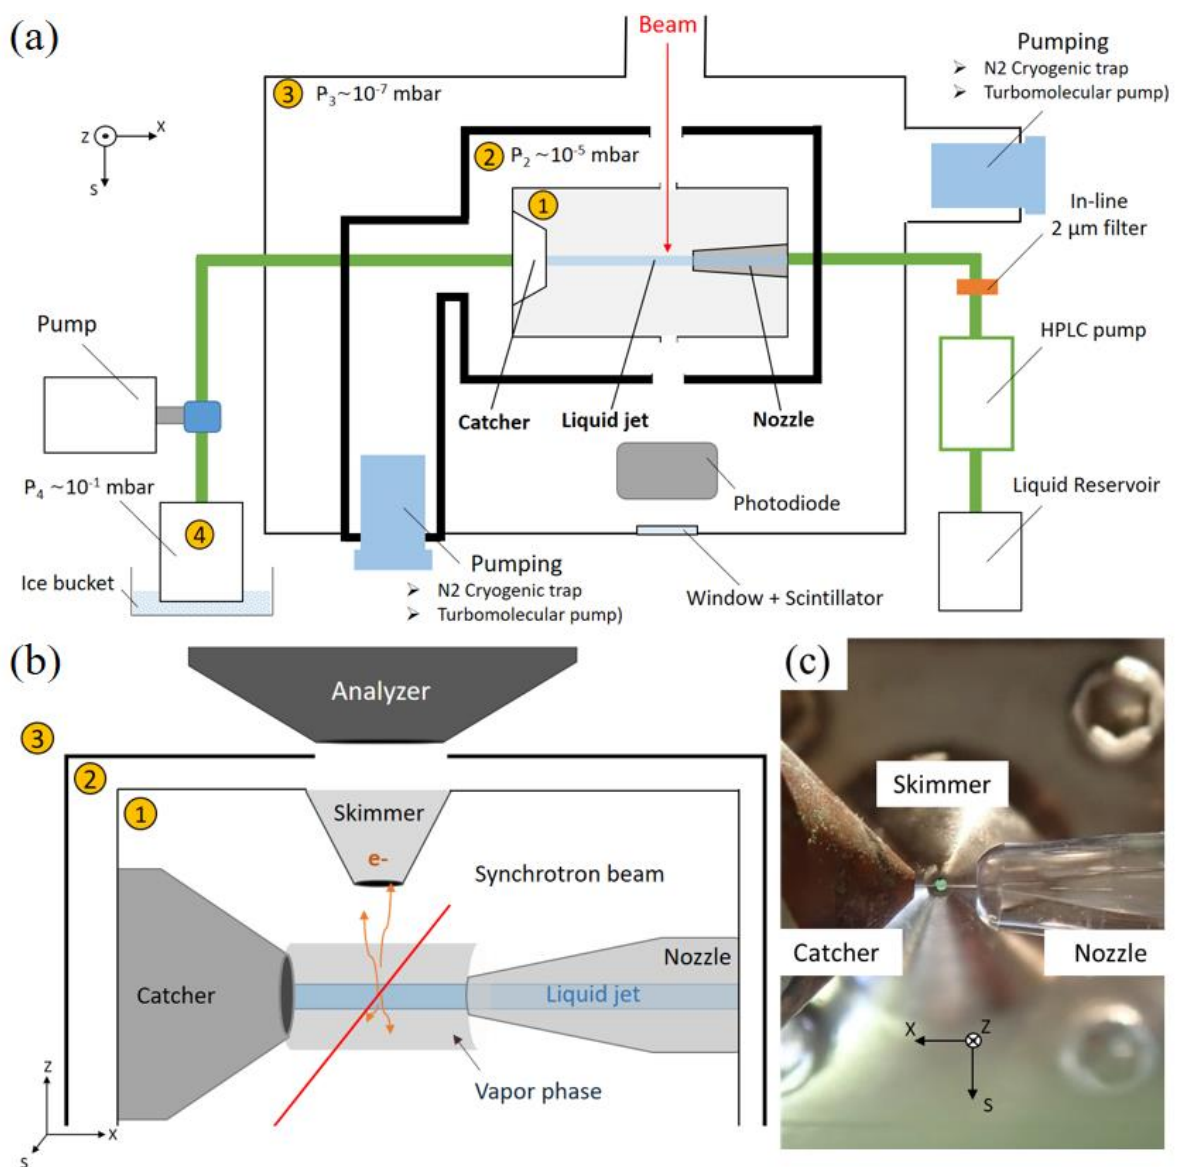 (a)
Beam
Pumping
➢ N2 Cryogenic trap
➢ Turbomolecular pump)
3 P₃~10⁻⁷ mbar
Z X
S
2 P₂ ~10⁻⁵ mbar
1
In-line
2 µm filter
Pump
HPLC pump
Catcher Liquid jet Nozzle
P₄ ~10⁻¹ mbar
Photodiode
Liquid Reservoir
4
Ice bucket
Pumping
➢ N2 Cryogenic trap
➢ Turbomolecular pump)
Window + Scintillator
(b)
Analyzer
3
2
1
Skimmer
e-
Synchrotron beam
Nozzle
Catcher
Liquid jet
Vapor phase
Z
X
S
(c)
Skimmer
Catcher
Nozzle
X Z
S